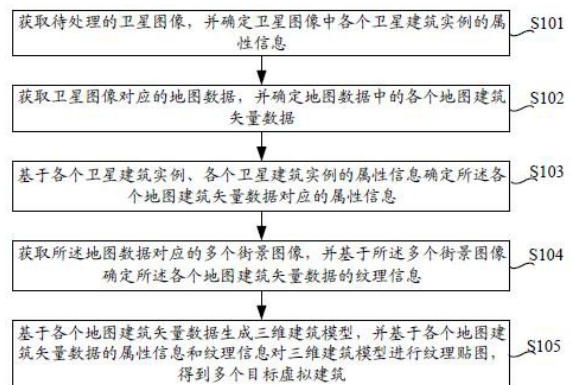 获取待处理的卫星图像，并确定卫星图像中各个卫星建筑实例的属
性信息
S101
获取卫星图像对应的地图数据，并确定地图数据中的各个地图建筑
矢量数据
S102
基于各个卫星建筑实例、各个卫星建筑实例的属性信息确定所述各
个地图建筑矢量数据对应的属性信息
S103
获取所述地图数据对应的多个街景图像，并基于所述多个街景图像
确定所述各个地图建筑矢量数据的纹理信息
S104
基于各个地图建筑矢量数据生成三维建筑模型，并基于各个地图建
筑矢量数据的属性信息和纹理信息对三维建筑模型进行纹理贴图，
得到多个目标虚拟建筑
S105